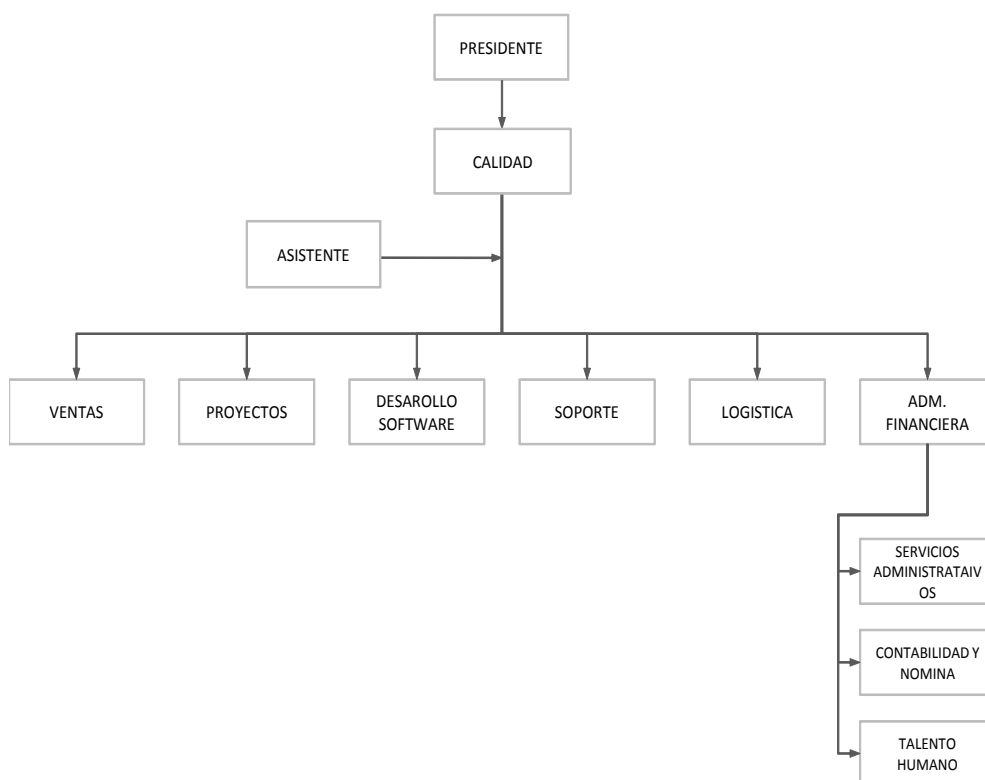 PRESIDENTE
CALIDAD
ASISTENTE
VENTAS
PROYECTOS
DESAROLLO
SOFTWARE
SOPORTE
LOGISTICA
ADM.
FINANCIERA
SERVICIOS
ADMINISTRATAIV
OS
CONTABILIDAD Y
NOMINA
TALENTO
HUMANO